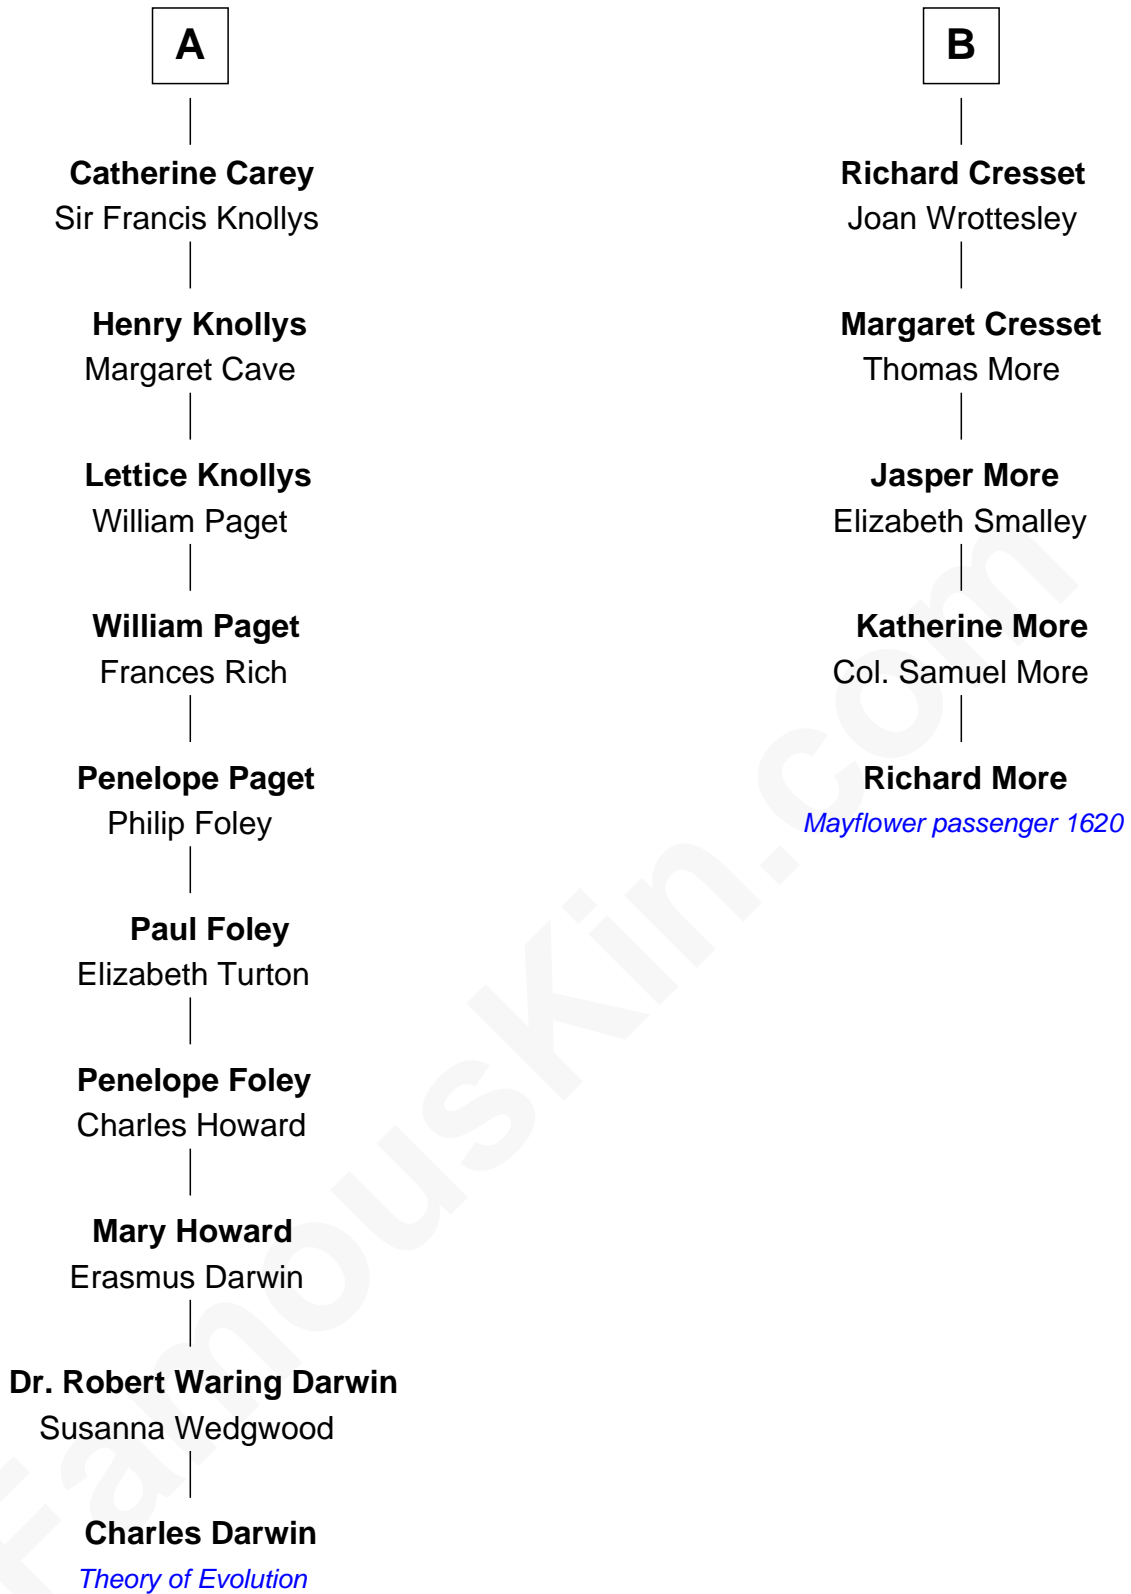 A
Catherine Carey
Sir Francis Knollys
Henry Knollys
Margaret Cave
Lettice Knollys
William Paget
William Paget
Frances Rich
Penelope Paget
Philip Foley
Paul Foley
Elizabeth Turton
Penelope Foley
Charles Howard
Mary Howard
Erasmus Darwin
Dr. Robert Waring Darwin
Susanna Wedgwood
Charles Darwin
Theory of Evolution
B
Richard Cresset
Joan Wrottesley
Margaret Cresset
Thomas More
Jasper More
Elizabeth Smalley
Katherine More
Col. Samuel More
Richard More
Mayflower passenger 1620
FamousKin.com